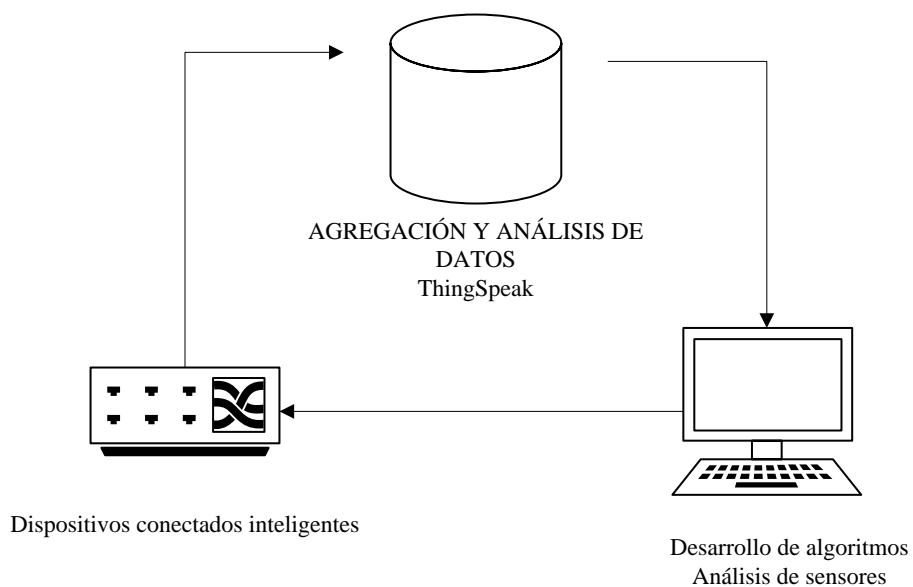 AGREGACIÓN Y ANÁLISIS DE
DATOS
ThingSpeak
Dispositivos conectados inteligentes
Desarrollo de algoritmos
Análisis de sensores